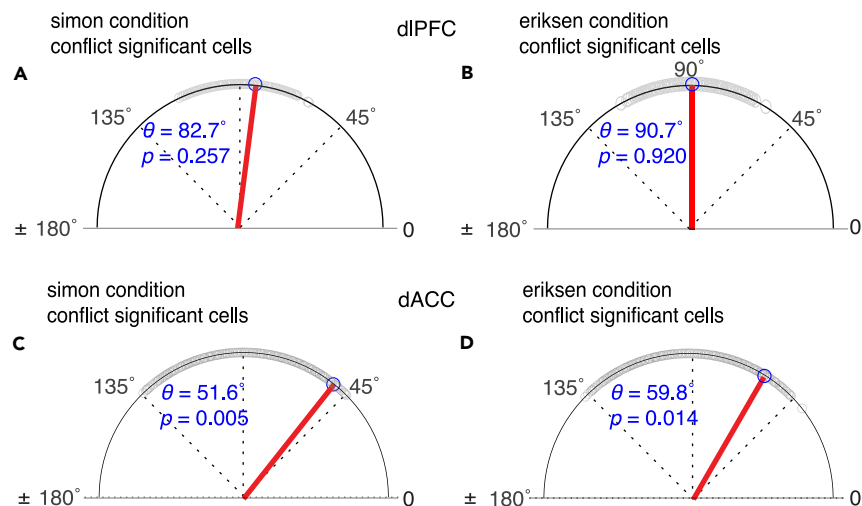 simon condition
conflict significant cells
dlPFC
eriksen condition
conflict significant cells
A
135°
45°
θ = 82.7°
p = 0.257
± 180°
0
B
90°
135°
45°
θ = 90.7°
p = 0.920
± 180°
0
simon condition
conflict significant cells
dACC
eriksen condition
conflict significant cells
C
135°
45°
θ = 51.6°
p = 0.005
± 180°
0
D
135°
45°
θ = 59.8°
p = 0.014
± 180°
0